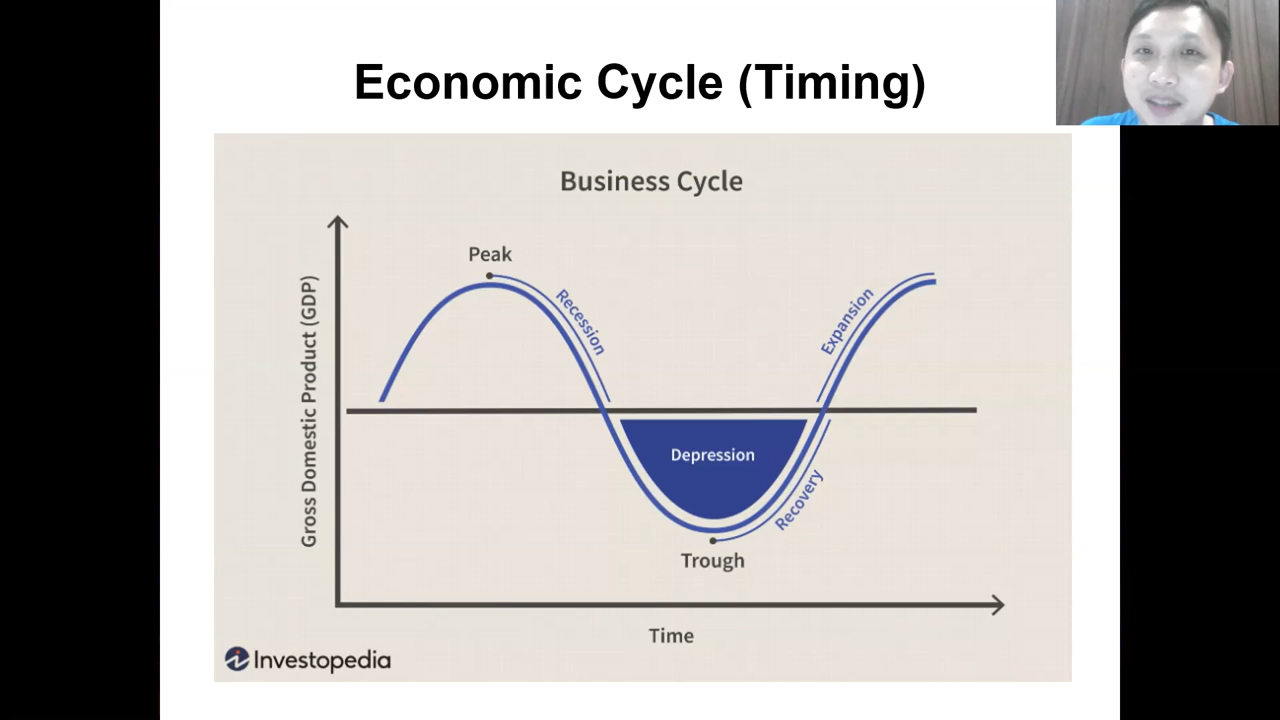 Economic Cycle (Timing)
Business Cycle
Peak
Recession
Expansion
Gross Domestic Product (GDP)
Depression
Recovery
Trough
Time
Investopedia